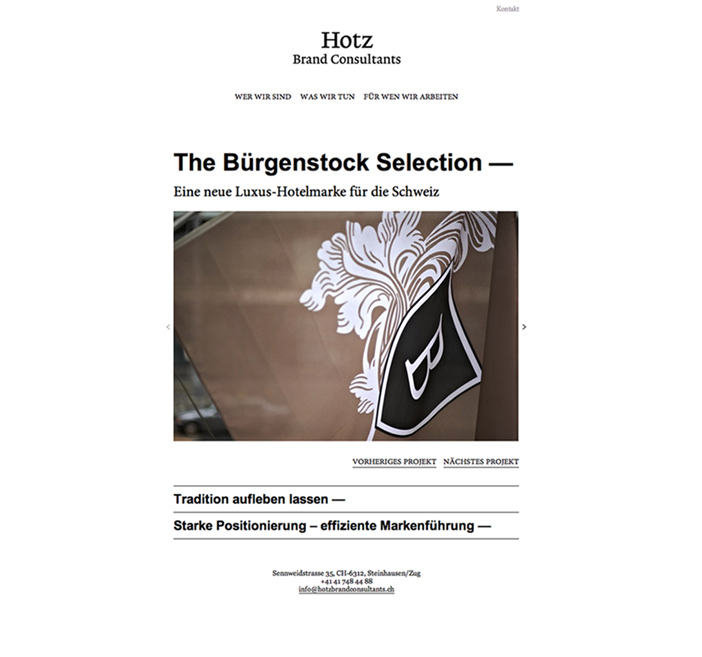 Kontakt
Hotz
Brand Consultants
WER WIR SIND WAS WIR TUN FÜR WEN WIR ARBEITEN
The Bürgenstock Selection —
Eine neue Luxus-Hotelmarke für die Schweiz
B
VORHERIGES PROJEKT NÄCHSTES PROJEKT
Tradition aufleben lassen —
Starke Positionierung – effiziente Markenführung —
Sennweidstrasse 35, CH-6312, Steinhausen/Zug
+41 41 748 44 88
info@hotzbrandconsultants.ch